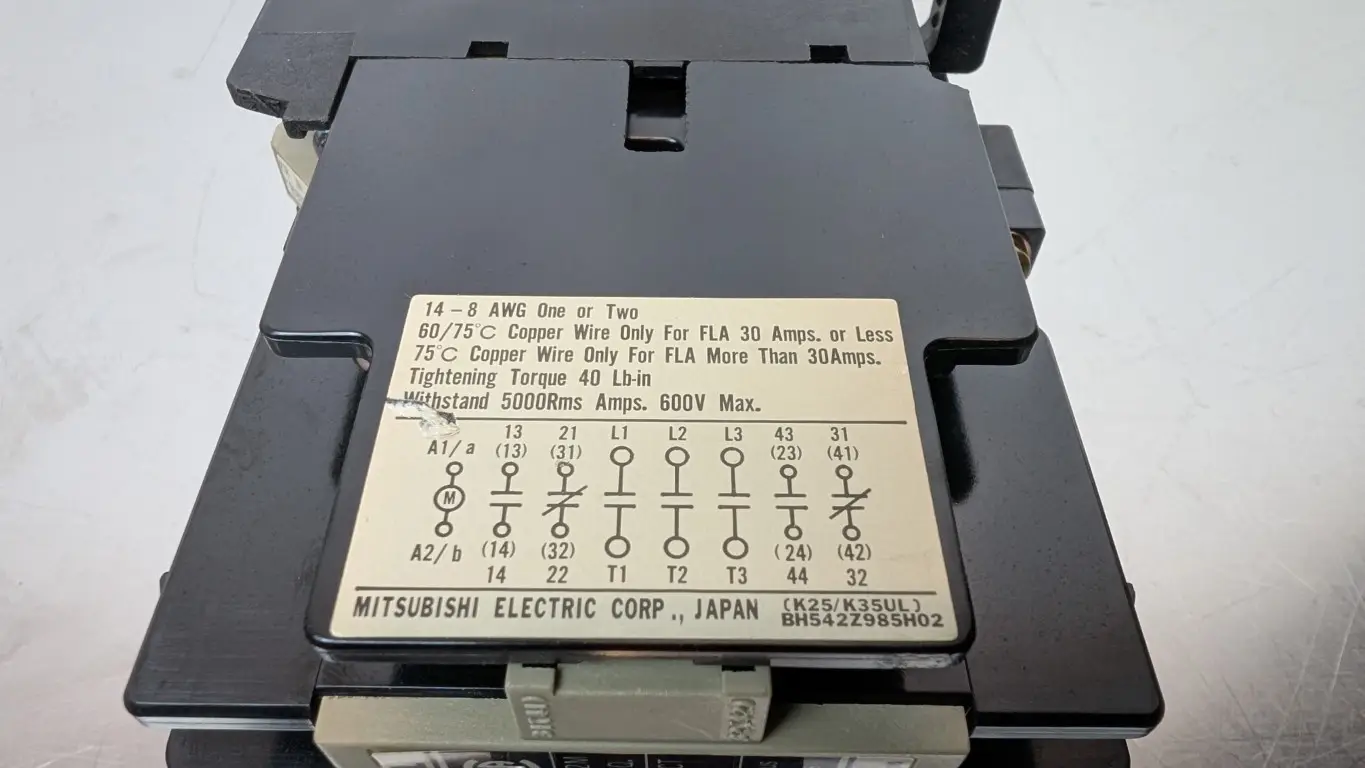 14 – 8 AWG One or Two
60/75°C Copper Wire Only For FLA 30 Amps. or Less
75°C Copper Wire Only For FLA More Than 30Amps.
Tightening Torque 40 Lb-in
Withstand 5000Rms Amps. 600V Max.
13 21 L1 L2 L3 43 31
A1/a (13) (31) (23) (41)
M
A2/b (14) (32) (24) (42)
14 22 T1 T2 T3 44 32
MITSUBISHI ELECTRIC CORP., JAPAN
(K25/K35UL)
BH542Z985H02